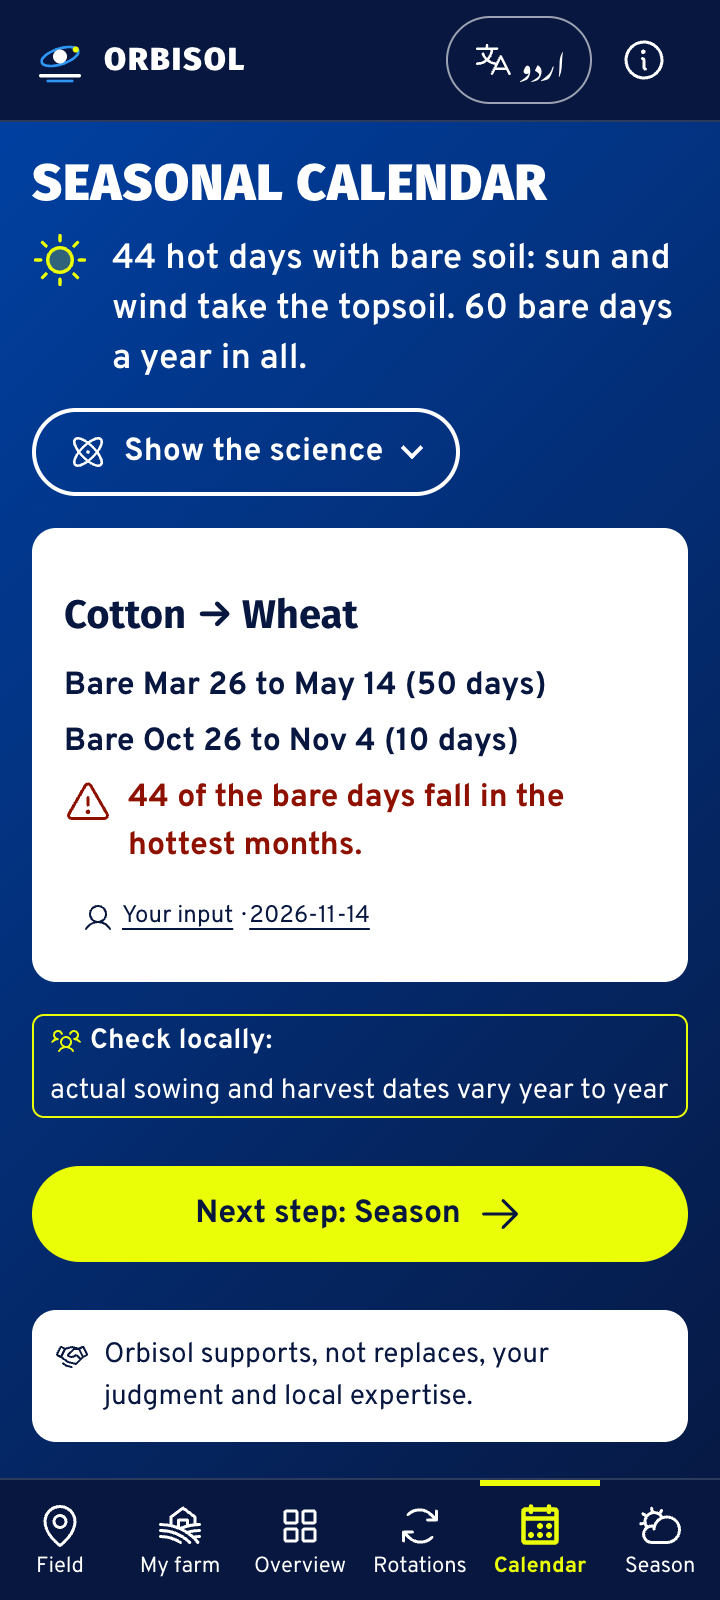 ORBISOL
اردو
SEASONAL CALENDAR
44 hot days with bare soil: sun and
wind take the topsoil. 60 bare days
a year in all.
Show the science
Cotton → Wheat
Bare Mar 26 to May 14 (50 days)
Bare Oct 26 to Nov 4 (10 days)
44 of the bare days fall in the
hottest months.
Your input · 2026-11-14
Check locally:
actual sowing and harvest dates vary year to year
Next step: Season →
Orbisol supports, not replaces, your
judgment and local expertise.
Field My farm Overview Rotations Calendar Season